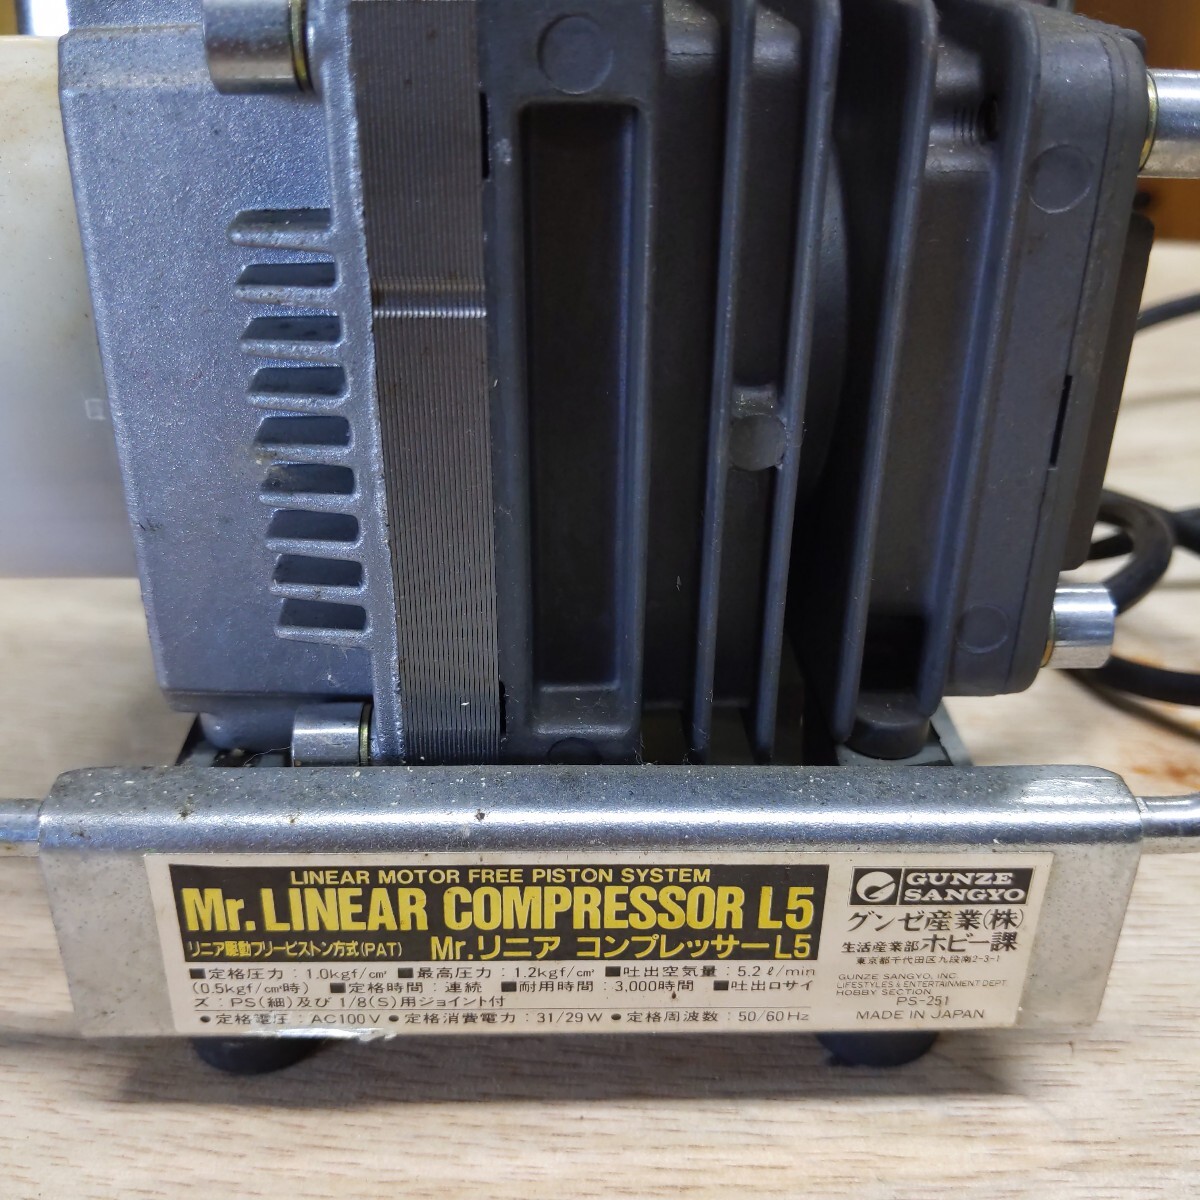 LINEAR MOTOR FREE PISTON SYSTEM
Mr. LINEAR COMPRESSOR L5
リニア駆動フリーピストン方式(PAT) Mr.リニア コンプレッサーL5
■定格圧力：1.0kgf/cm² ■最高圧力：1.2kgf/cm² ■吐出空気量：5.2ℓ/min
(0.5kgf/cm²時) ■定格時間：連続 ■耐用時間：3,000時間 ■吐出口サイ
ズ：PS(細)及び 1/8(S)用ジョイント付
●定格電圧：AC100V ●定格消費電力：31/29W ●定格周波数：50/60Hz
GUNZE
SANGYO
グンゼ産業(株)
生活産業部ホビー課
東京都千代田区九段南2-3-1
GUNZE SANGYO, INC.
LIFESTYLES & ENTERTAINMENT DEPT
HOBBY SECTION
PS-251
MADE IN JAPAN